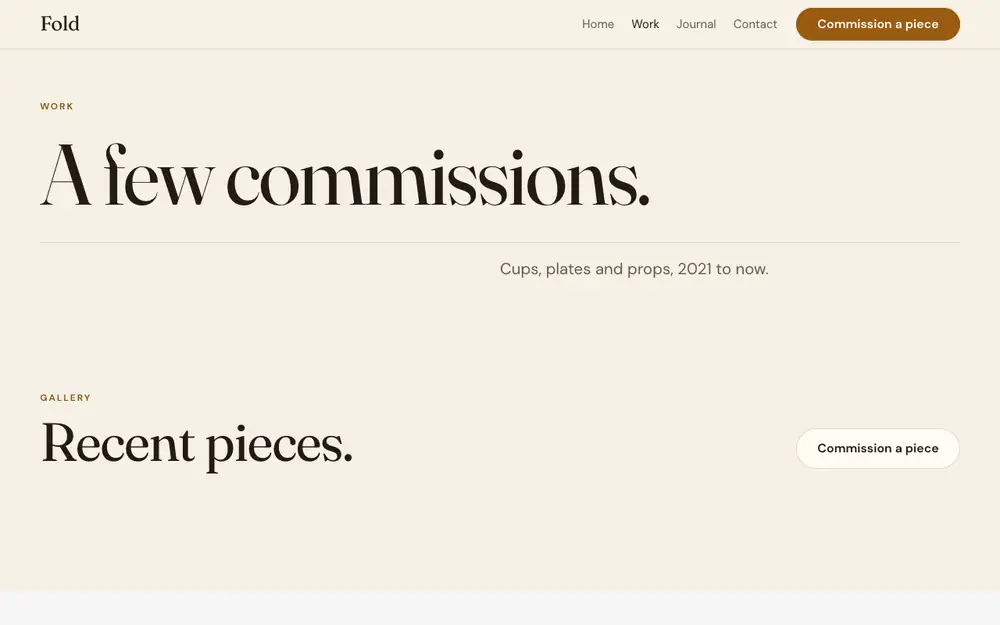 Fold
Home Work Journal Contact Commission a piece
WORK
A few commissions.
Cups, plates and props, 2021 to now.
GALLERY
Recent pieces.
Commission a piece